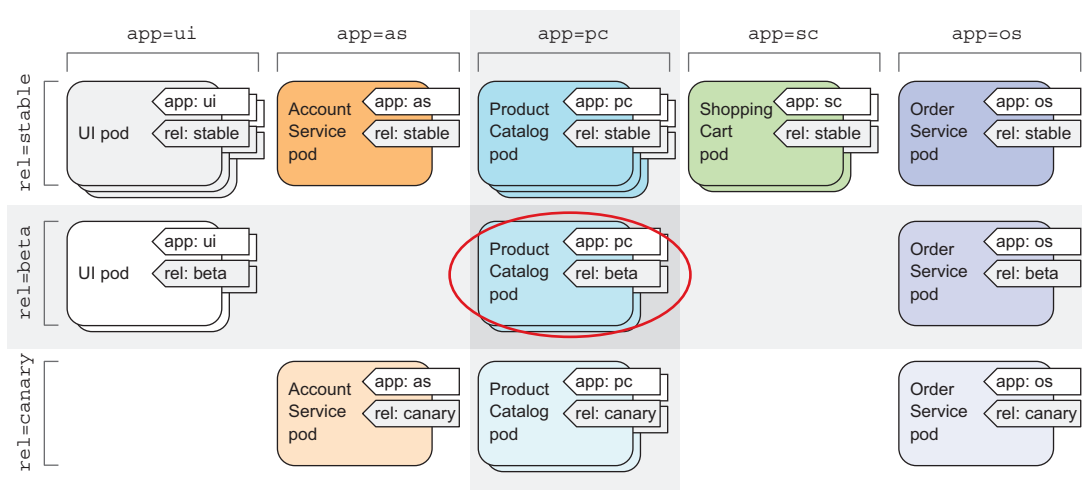 app=ui
app=as
app=pc
app=sc
app=os
rel=stable
UI pod
app: ui
rel: stable
Account
Service
pod
app: as
rel: stable
Product
Catalog
pod
app: pc
rel: stable
Shopping
Cart
pod
app: sc
rel: stable
Order
Service
pod
app: os
rel: stable
rel=beta
UI pod
app: ui
rel: beta
Product
Catalog
pod
app: pc
rel: beta
Order
Service
pod
app: os
rel: beta
rel=canary
Account
Service
pod
app: as
rel: canary
Product
Catalog
pod
app: pc
rel: canary
Order
Service
pod
app: os
rel: canary